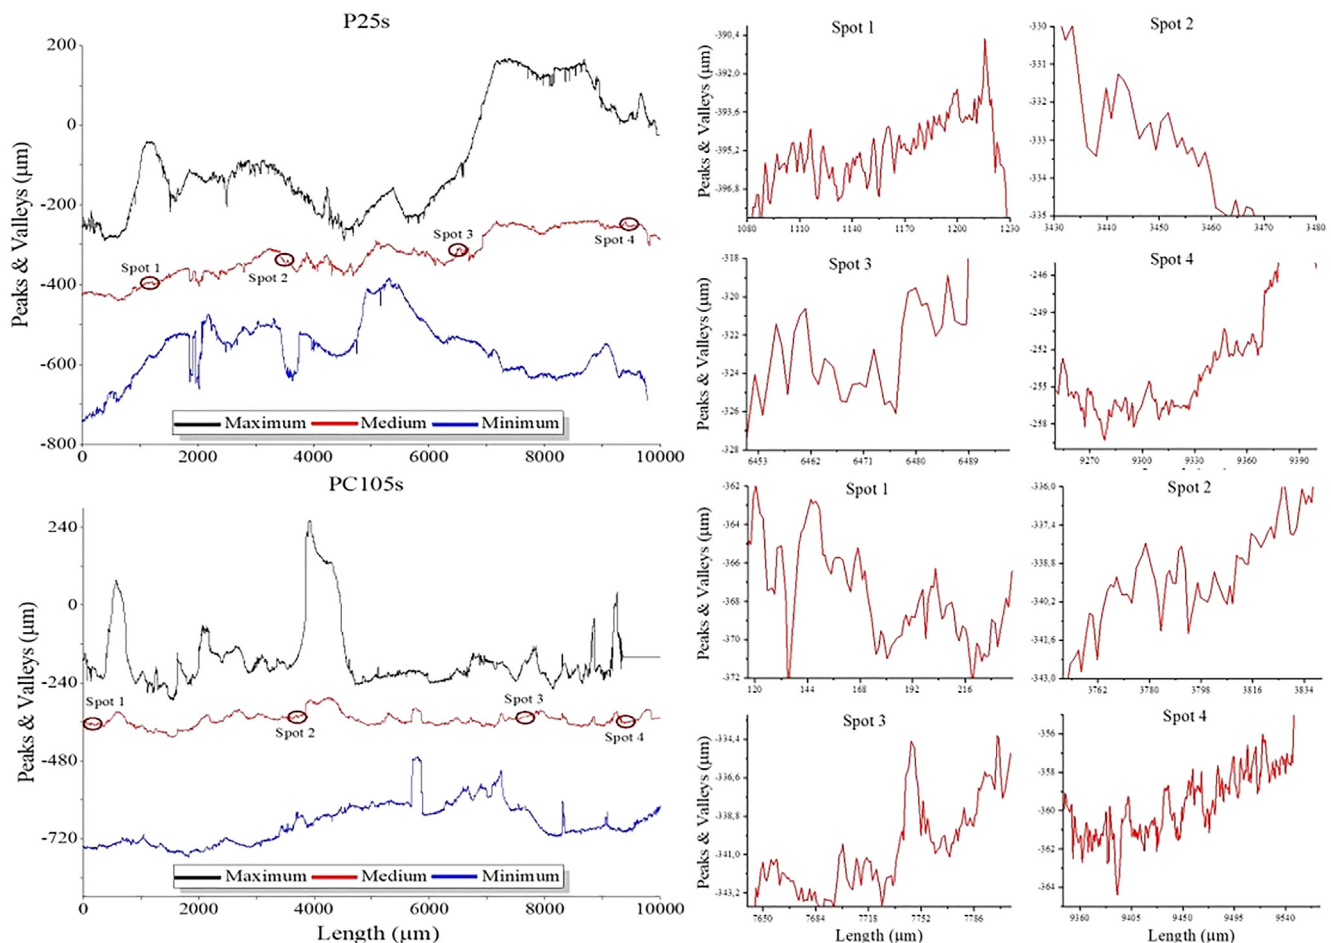 P25s
Peaks & Valleys (μm)
200
0
-200
-400
-600
-800
Spot 1
Spot 2
Spot 3
Spot 4
Maximum Medium Minimum
0 2000 4000 6000 8000 10000
Spot 1
Peaks & Valleys (μm)
-390,4
-392,0
-393,6
-395,2
-396,8
1080 1110 1140 1170 1200 1230
Spot 2
-330
-331
-332
-333
-334
-335
3430 3440 3450 3460 3470 3480
Spot 3
Peaks & Valleys (μm)
-318
-320
-322
-324
-326
-328
6453 6462 6471 6480 6489
Spot 4
-246
-249
-252
-255
-258
9270 9300 9330 9360 9390
PC105s
Peaks & Valleys (μm)
240
0
-240
-480
-720
Spot 1
Spot 2
Spot 3
Spot 4
Maximum Medium Minimum
0 2000 4000 6000 8000 10000
Length (μm)
Spot 1
Peaks & Valleys (μm)
-362
-364
-366
-368
-370
-372
120 144 168 192 216
Spot 2
-336,0
-337,4
-338,8
-340,2
-341,6
-343,0
3762 3780 3798 3816 3834
Spot 3
Peaks & Valleys (μm)
-334,4
-336,6
-338,8
-341,0
-343,2
7650 7684 7718 7752 7786
Length (μm)
Spot 4
-356
-358
-360
-362
-364
9360 9405 9450 9495 9540
Length (μm)